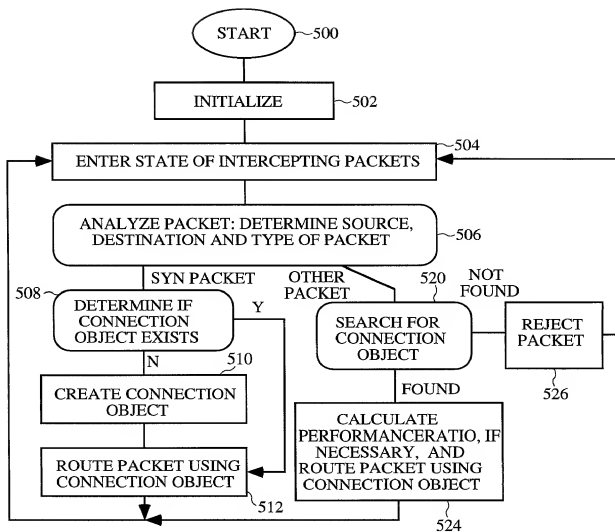 START
500
INITIALIZE
502
504
ENTER STATE OF INTERCEPTING PACKETS
ANALYZE PACKET: DETERMINE SOURCE,
DESTINATION AND TYPE OF PACKET
506
SYN PACKET
OTHER
PACKET
508
DETERMINE IF
CONNECTION
OBJECT EXISTS
Y
N
510
CREATE CONNECTION
OBJECT
ROUTE PACKET USING
CONNECTION OBJECT
512
520
SEARCH FOR
CONNECTION
OBJECT
NOT
FOUND
REJECT
PACKET
526
FOUND
CALCULATE
PERFORMANCERATIO, IF
NECESSARY, AND
ROUTE PACKET USING
CONNECTION OBJECT
524